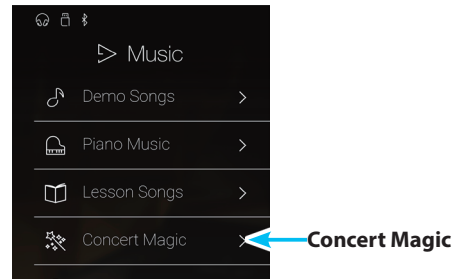 Music
Demo Songs
Piano Music
Lesson Songs
Concert Magic
Concert Magic